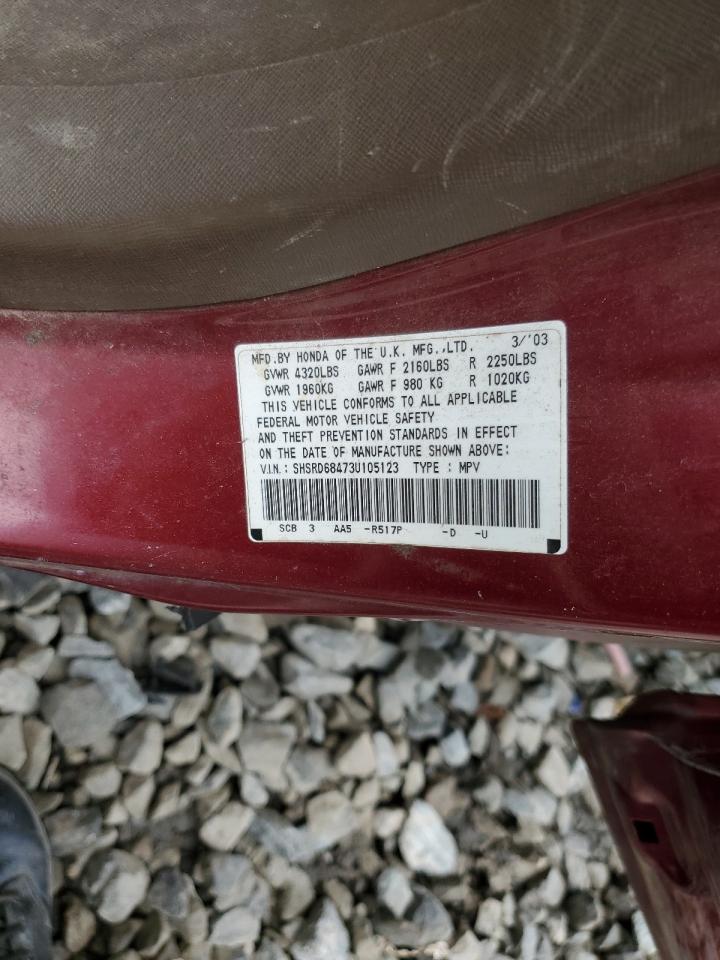 MFD.BY HONDA OF THE U.K. MFG.,LTD. 3/'03
GVWR 4320LBS GAWR F 2160LBS R 2250LBS
GVWR 1960KG GAWR F 980 KG R 1020KG
THIS VEHICLE CONFORMS TO ALL APPLICABLE
FEDERAL MOTOR VEHICLE SAFETY
AND THEFT PREVENTION STANDARDS IN EFFECT
ON THE DATE OF MANUFACTURE SHOWN ABOVE:
V.I.N.: SHSRD68473U105123 TYPE : MPV
SCB 3 AA5 -R517P -D -U